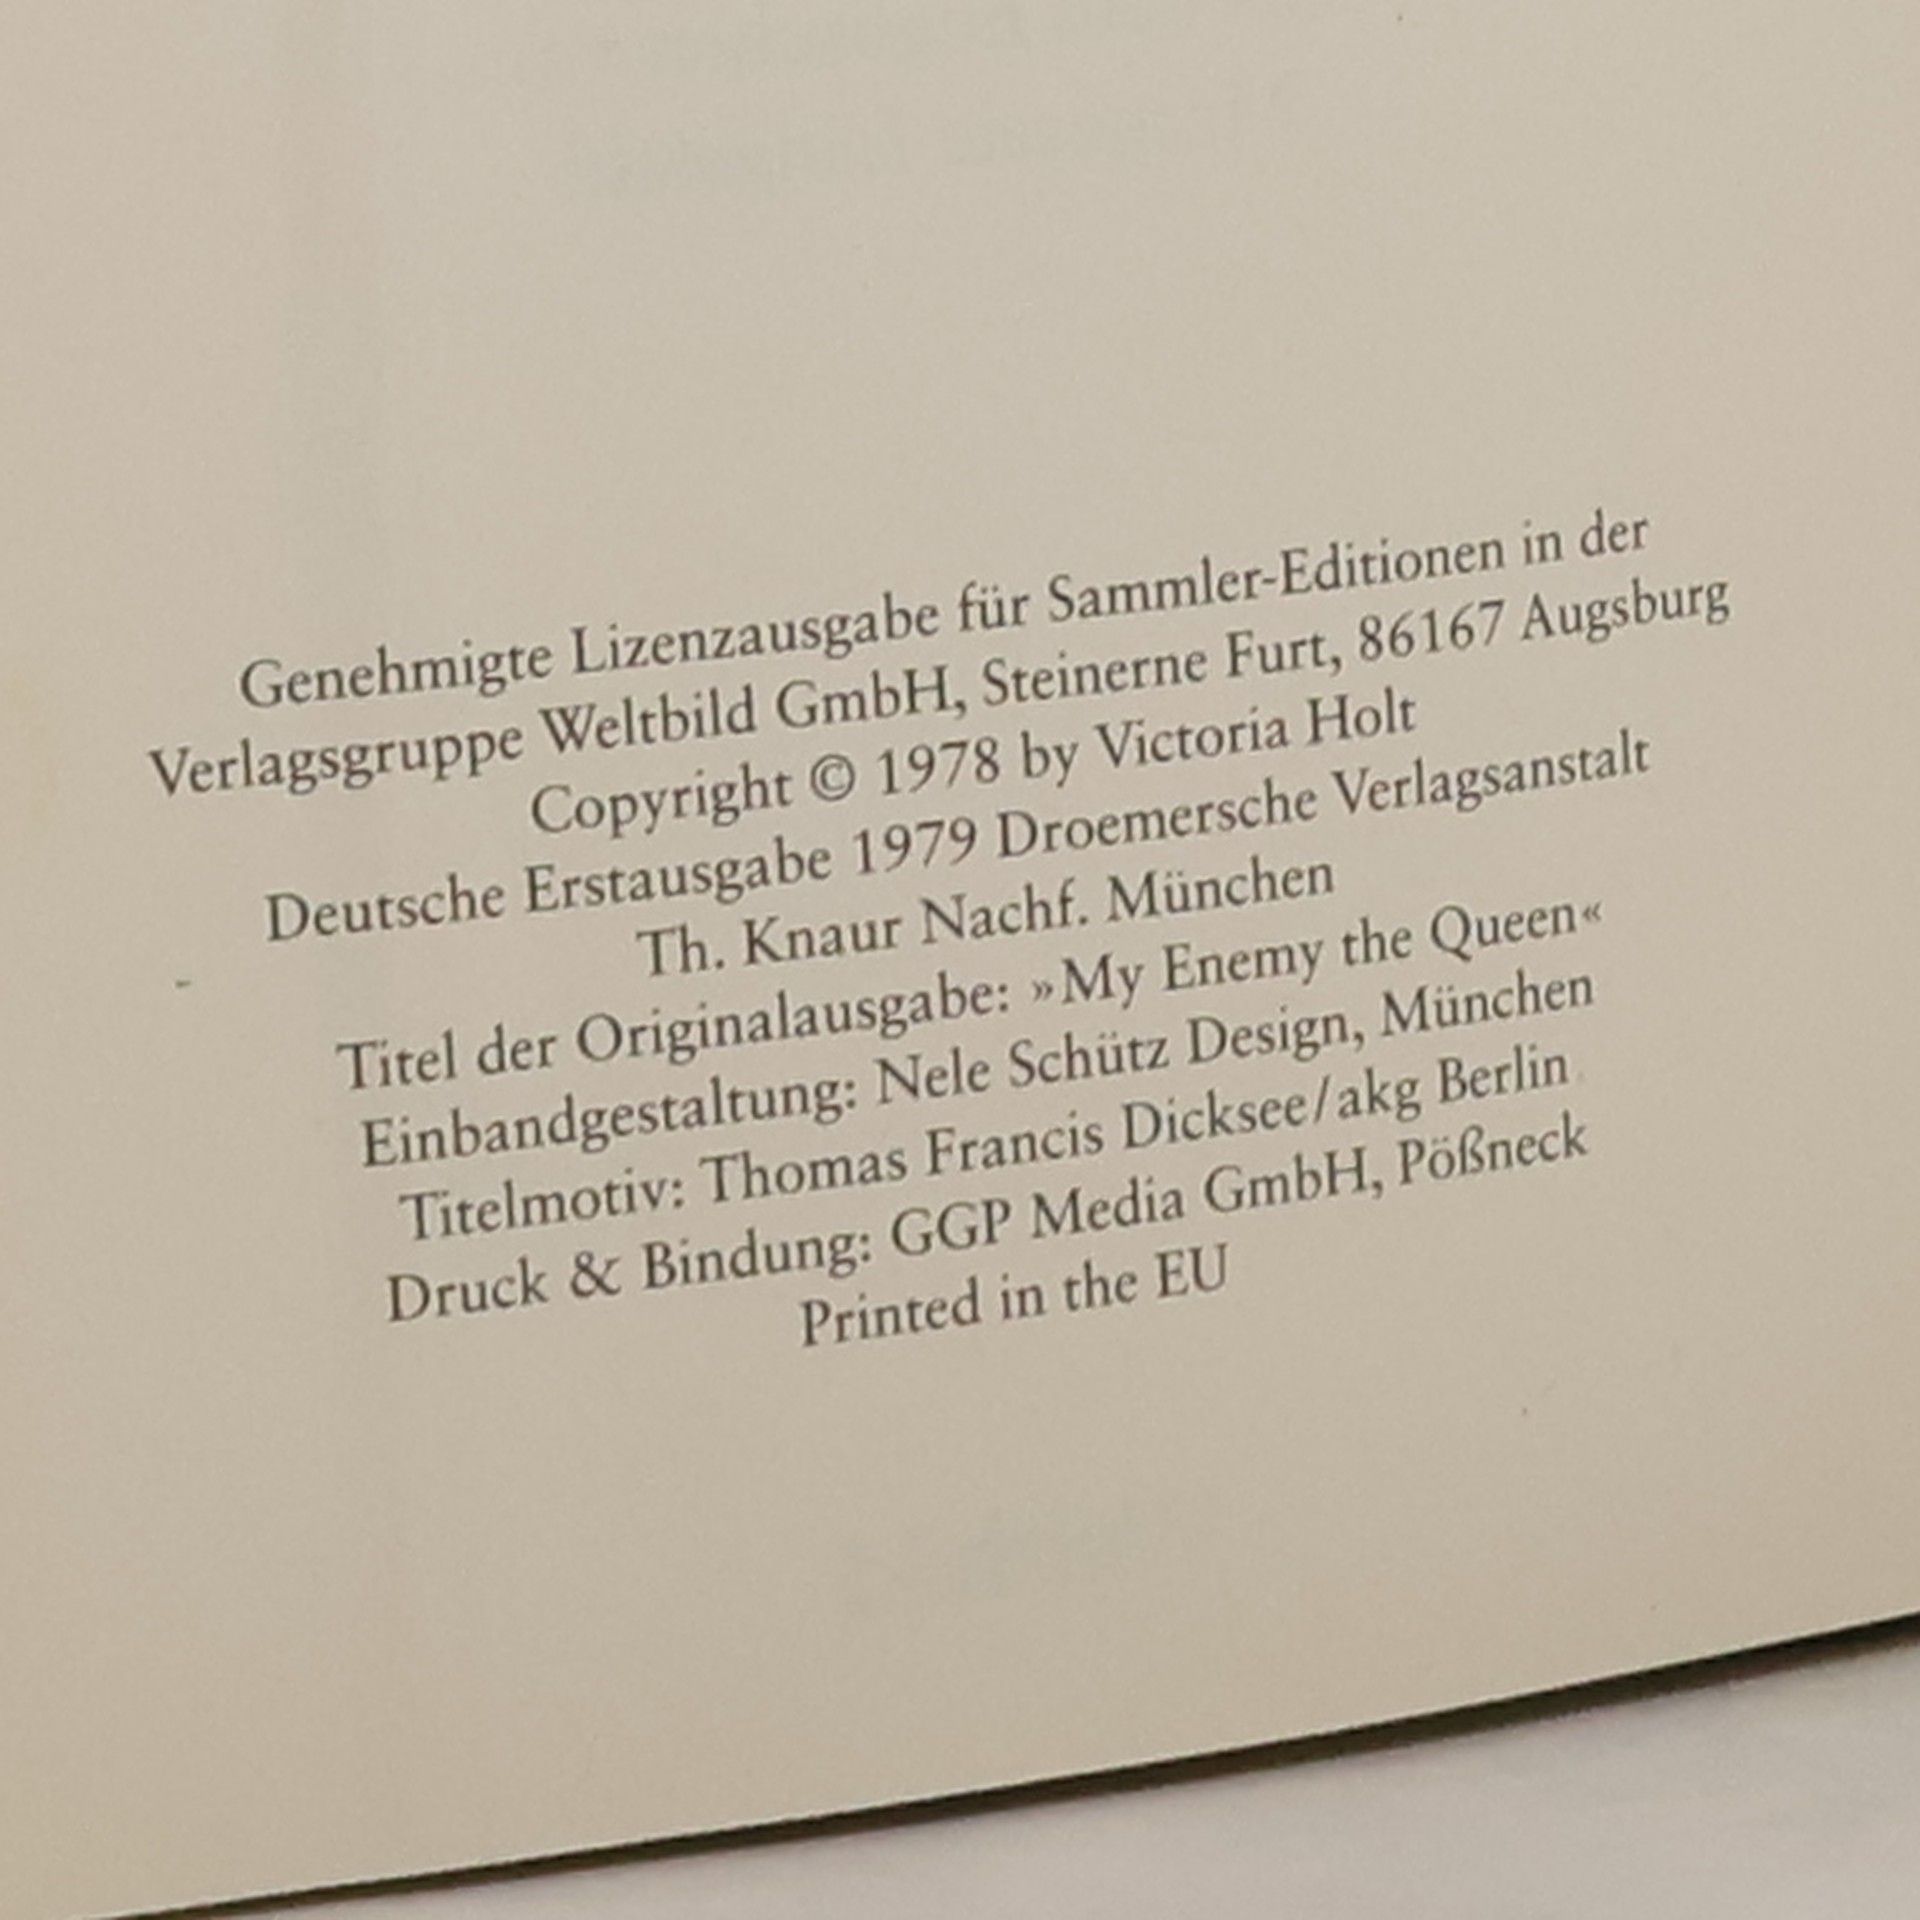 Genehmigte Lizenzausgabe für Sammler-Editionen in der
Verlagsgruppe Weltbild GmbH, Steinerne Furt, 86167 Augsburg
Copyright © 1978 by Victoria Holt
Deutsche Erstausgabe 1979 Droemersche Verlagsanstalt
Th. Knaur Nachf. München
Titel der Originalausgabe: »My Enemy the Queen«
Einbandgestaltung: Nele Schütz Design, München
Titelmotiv: Thomas Francis Dicksee/akg Berlin
Druck & Bindung: GGP Media GmbH, Pößneck
Printed in the EU